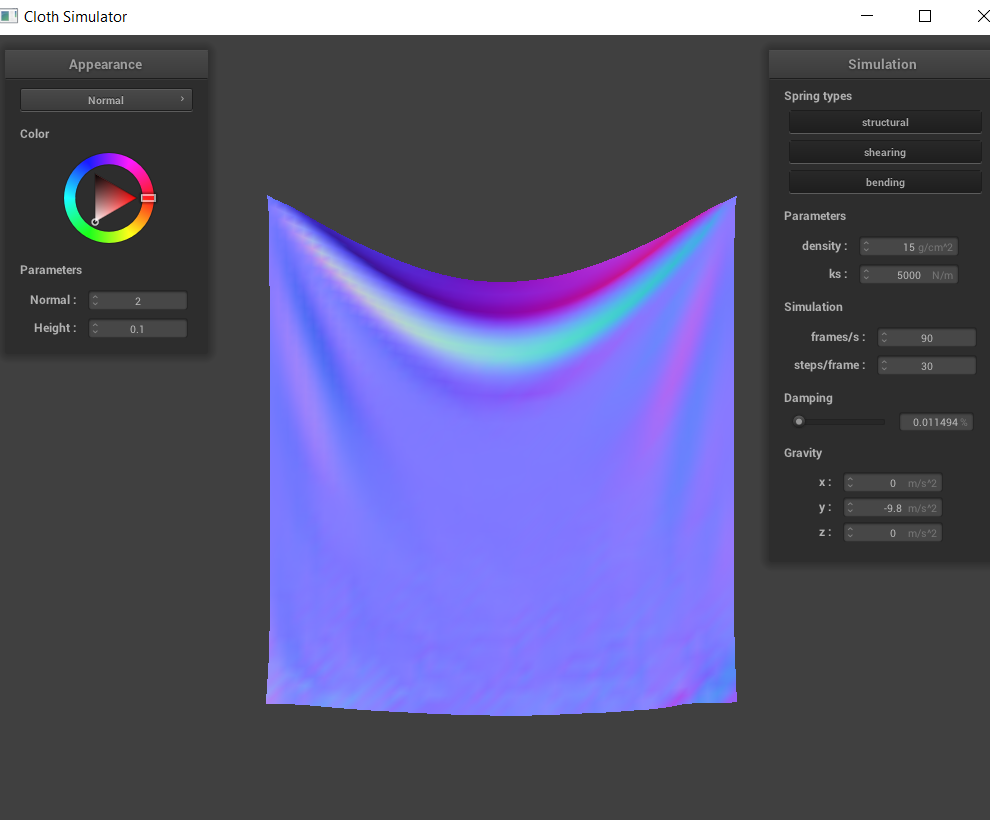 Cloth Simulator
Appearance
Normal
Color
Parameters
Normal : 2
Height : 0.1
Simulation
Spring types
structural
shearing
bending
Parameters
density : 15 g/cm^2
ks : 5000 N/m
Simulation
frames/s : 90
steps/frame : 30
Damping
0.011494 %
Gravity
x : 0 m/s^2
y : -9.8 m/s^2
z : 0 m/s^2